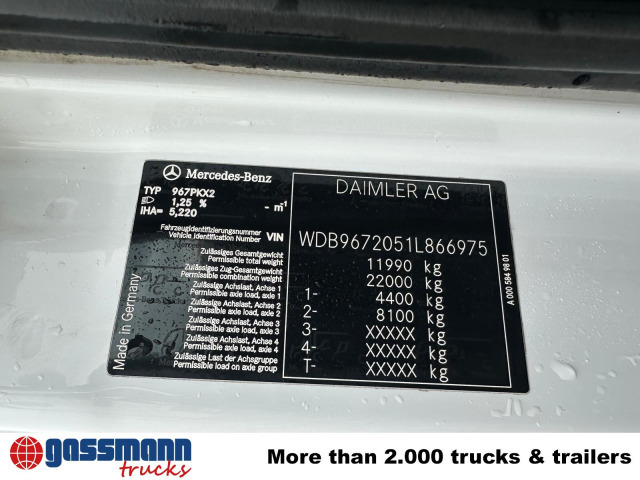 Mercedes-Benz
TYP 967PKX2
1,25 % - m⁻¹
IHA= 5,220
DAIMLER AG
Fahrzeugidentifizierungsnummer
Vehicle Identification Number VIN
WDB9672051L866975
Zulässiges Gesamtgewicht
Permissible total weight
11990 kg
Zulässiges Zug-Gesamtgewicht
Permissible combination weight
22000 kg
Zulässige Achslast, Achse 1
Permissible axle load, axle 1
1- 4400 kg
Zulässige Achslast, Achse 2
Permissible axle load, axle 2
2- 8100 kg
Zulässige Achslast, Achse 3
Permissible axle load, axle 3
3- XXXXX kg
Zulässige Achslast, Achse 4
Permissible axle load, axle 4
4- XXXXX kg
Zulässige Last der Achsgruppe
Permissible load on axle group
T- XXXXX kg
Made in Germany
A 000 584 98 01
gassmann
trucks
More than 2.000 trucks & trailers